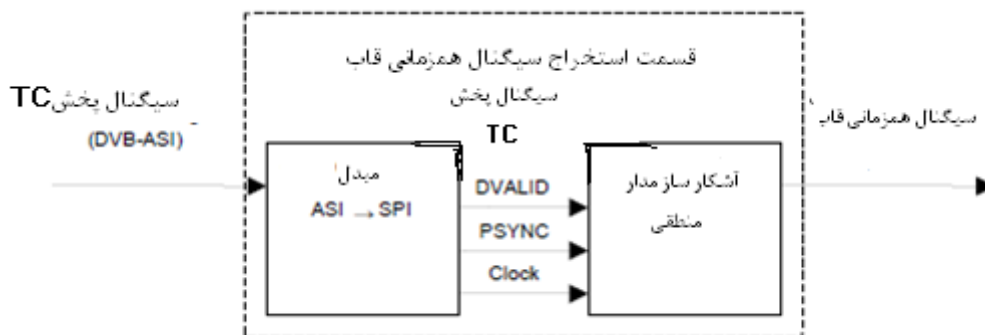 قسمت استخراج سیگنال همزمانی قاب
سیگنال پخش
TC
سیگنال پخش TC
(DVB-ASI)
سیگنال همزمانی قاب
مبدل
ASI → SPI
DVALID
PSYNC
Clock
آشکار ساز مدار
منطقی